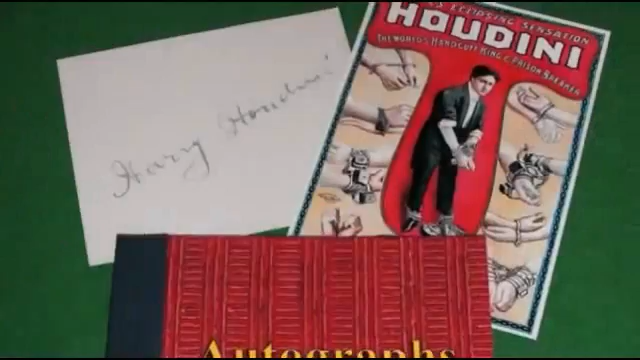 Harry Houdini
HOUDINI
THE WORLD'S HANDCUFF KING & PRISON BREAKER
Autographs